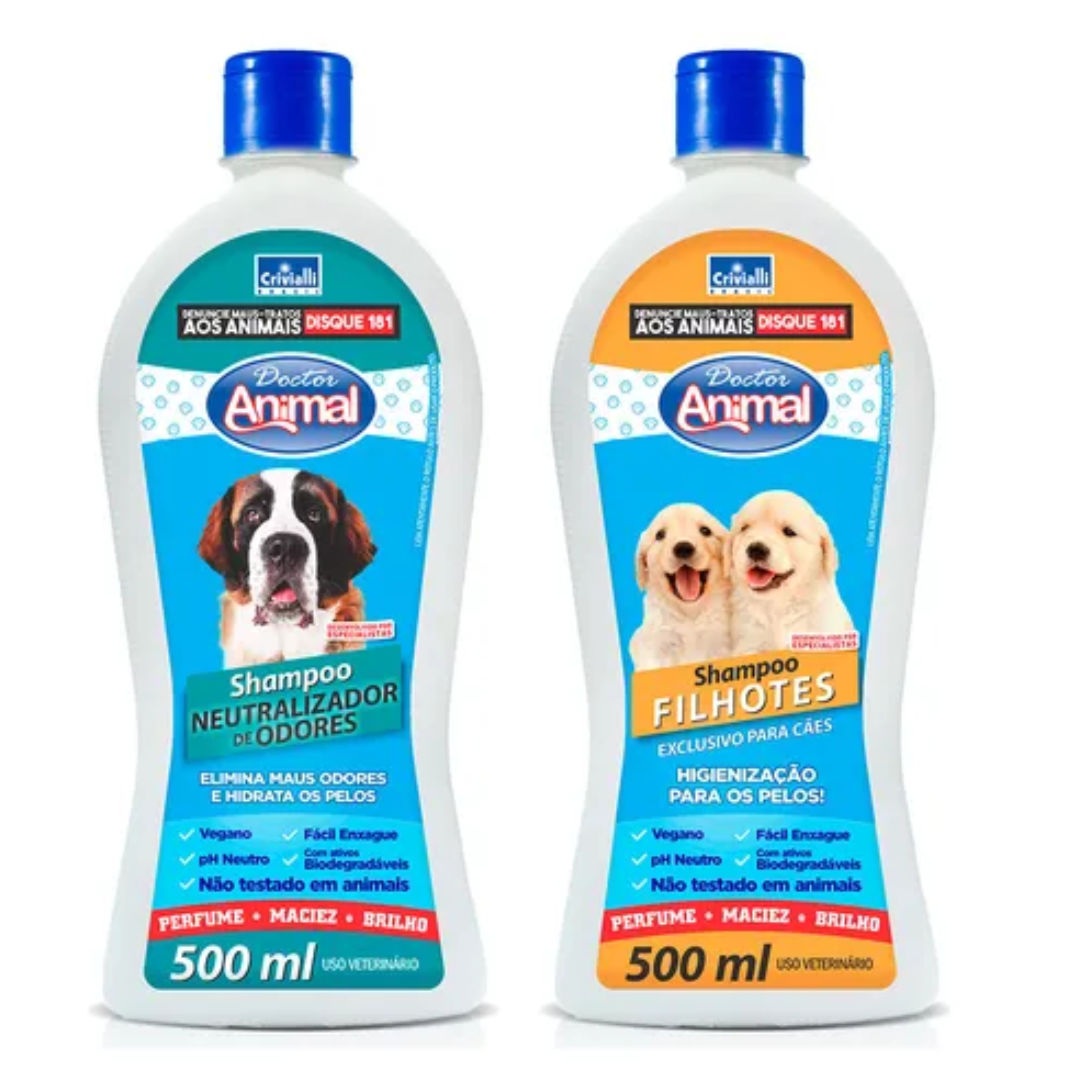 Crivialli
BRASIL
DENUNCIE MAUS-TRATOS
AOS ANIMAIS DISQUE 181
Doctor
Animal
DESENVOLVIDO POR
ESPECIALISTAS
Shampoo
NEUTRALIZADOR
DE ODORES
ELIMINA MAUS ODORES
E HIDRATA OS PELOS
Vegano
Fácil Enxague
pH Neutro
Com ativos
Biodegradáveis
Não testado em animais
PERFUME • MACIEZ • BRILHO
500 ml USO VETERINÁRIO
Crivialli
BRASIL
DENUNCIE MAUS-TRATOS
AOS ANIMAIS DISQUE 181
Doctor
Animal
DESENVOLVIDO POR
ESPECIALISTAS
Shampoo
FILHOTES
EXCLUSIVO PARA CÃES
HIGIENIZAÇÃO
PARA OS PELOS!
Vegano
Fácil Enxague
pH Neutro
Com ativos
Biodegradáveis
Não testado em animais
PERFUME • MACIEZ • BRILHO
500 ml USO VETERINÁRIO